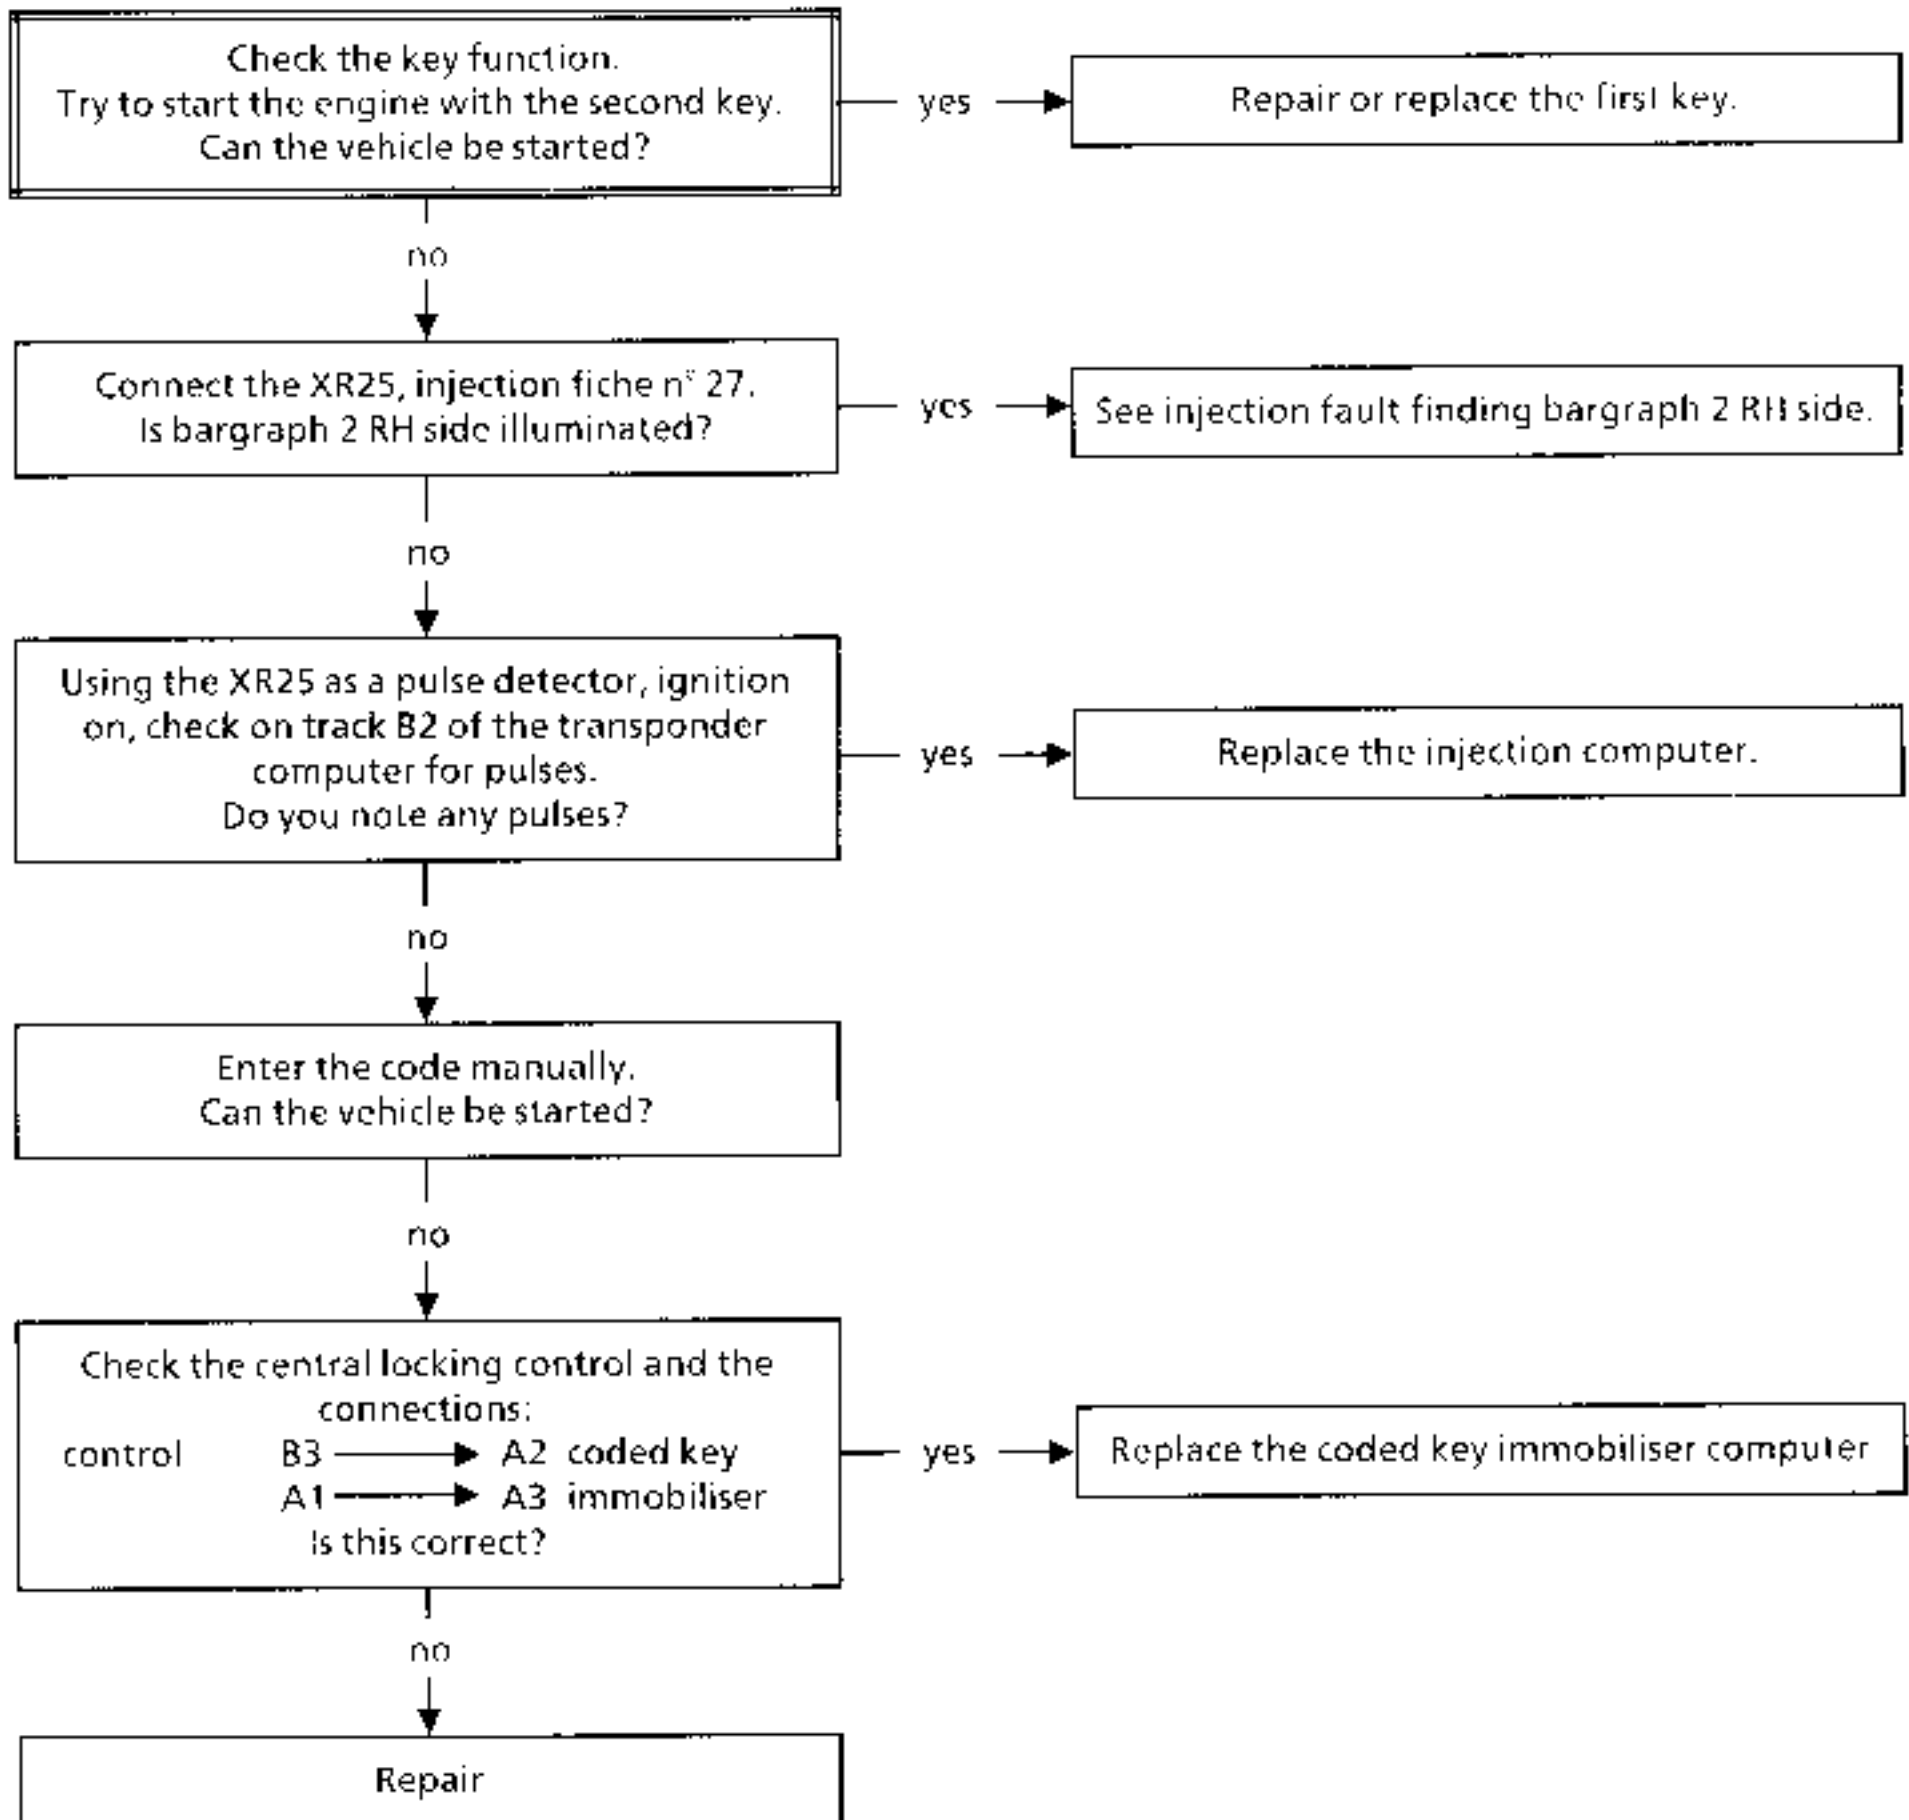 Check the key function.
Try to start the engine with the second key.
Can the vehicle be started?
yes
Repair or replace the first key.
no
Connect the XR25, injection fiche n° 27.
Is bargraph 2 RH side illuminated?
yes
See injection fault finding bargraph 2 RH side.
no
Using the XR25 as a pulse detector, ignition
on, check on track B2 of the transponder
computer for pulses.
Do you note any pulses?
yes
Replace the injection computer.
no
Enter the code manually.
Can the vehicle be started?
no
Check the central locking control and the
connections:
control B3 A2 coded key
A1 A3 immobiliser
Is this correct?
yes
Replace the coded key immobiliser computer
no
Repair